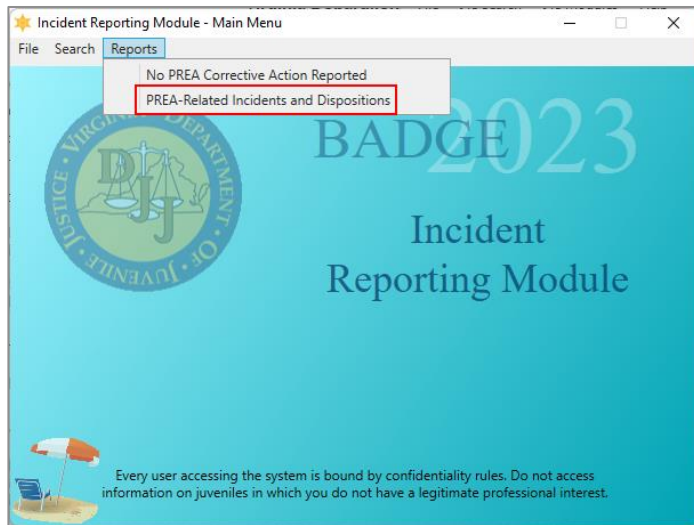 Incident Reporting Module - Main Menu
File Search Reports
No PREA Corrective Action Reported
PREA-Related Incidents and Dispositions
VIRGINIA DEPARTMENT OF JUVENILE JUSTICE
DJJ
BADGE 2023
Incident
Reporting Module
Every user accessing the system is bound by confidentiality rules. Do not access
information on juveniles in which you do not have a legitimate professional interest.